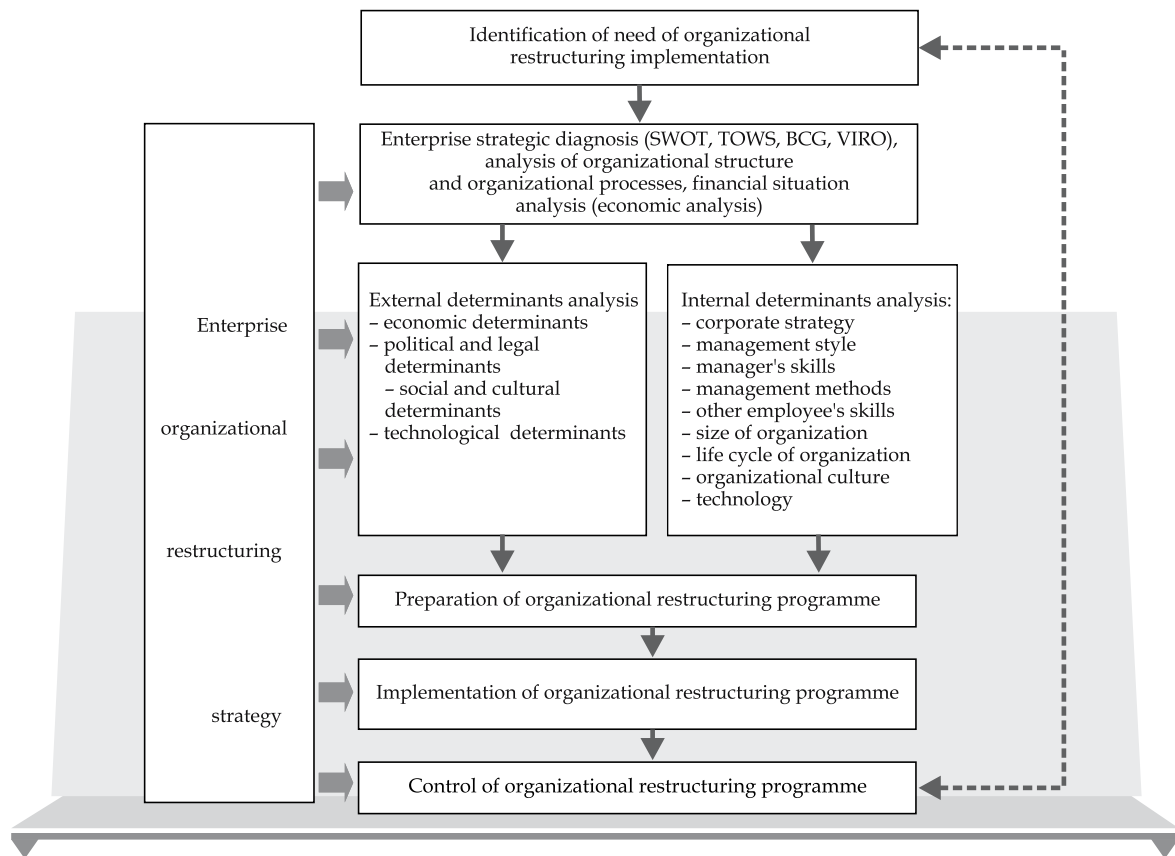 Identification of need of organizational
restructuring implementation
Enterprise strategic diagnosis (SWOT, TOWS, BCG, VIRO),
analysis of organizational structure
and organizational processes, financial situation
analysis (economic analysis)
Enterprise
organizational
restructuring
strategy
External determinants analysis
– economic determinants
– political and legal
determinants
– social and cultural
determinants
– technological  determinants
Internal determinants analysis:
– corporate strategy
– management style
– manager's skills
– management methods
– other employee's skills
– size of organization
– life cycle of organization
– organizational culture
– technology
Preparation of organizational restructuring programme
Implementation of organizational restructuring programme
Control of organizational restructuring programme